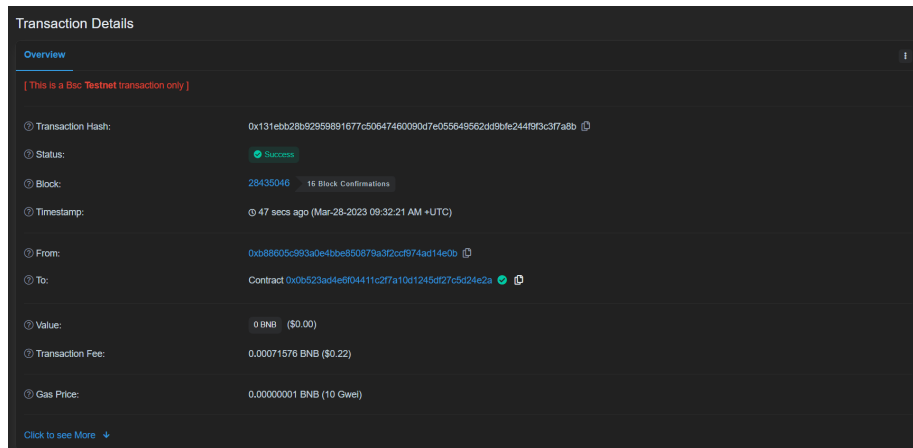 Transaction Details
Overview
[ This is a Bsc Testnet transaction only ]
Transaction Hash: 0x131ebb28b92959891677c50647460090d7e055649562dd9bfe244f9f3c3f7a8b
Status: Success
Block: 28435046 16 Block Confirmations
Timestamp: 47 secs ago (Mar-28-2023 09:32:21 AM +UTC)
From: 0xb88605c993a0e4bbe850879a3f2ccf974ad14e0b
To: Contract 0x0b523ad4e6f04411c2f7a10d1245df27c5d24e2a
Value: 0 BNB ($0.00)
Transaction Fee: 0.00071576 BNB ($0.22)
Gas Price: 0.00000001 BNB (10 Gwei)
Click to see More